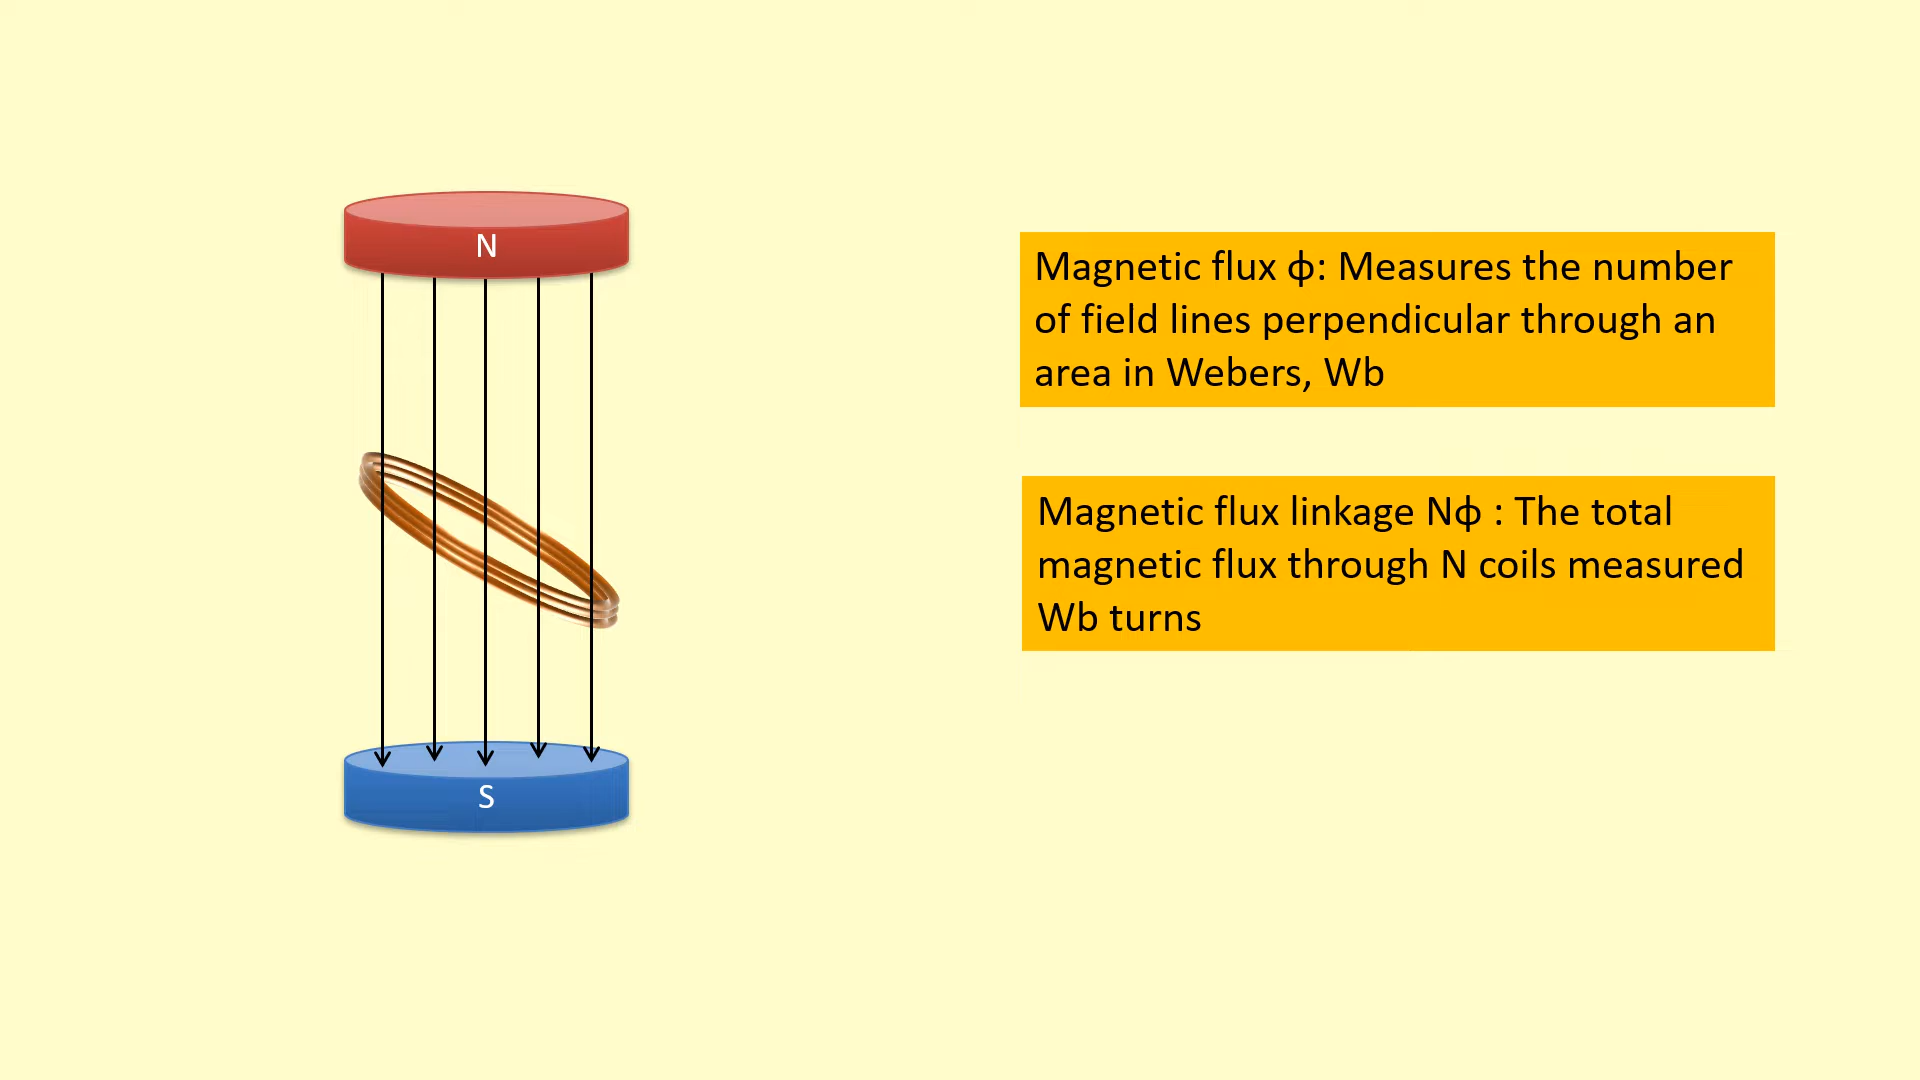 N
S
Magnetic flux ϕ: Measures the number
of field lines perpendicular through an
area in Webers, Wb
Magnetic flux linkage Nϕ : The total
magnetic flux through N coils measured
Wb turns